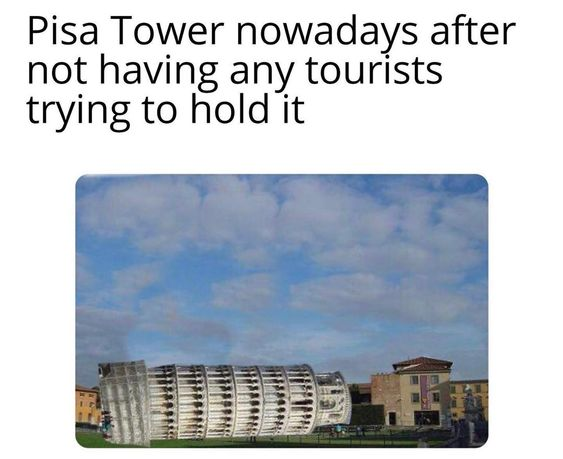 Pisa Tower nowadays after
not having any tourists
trying to hold it